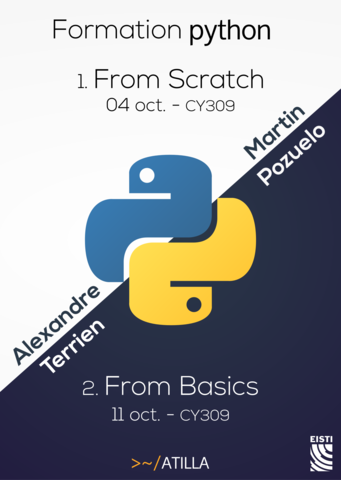 Formation python
1. From Scratch
04 oct. - CY309
Martin
Pozuelo
Alexandre
Terrien
2. From Basics
11 oct. - CY309
>~/ATILLA
EISTI